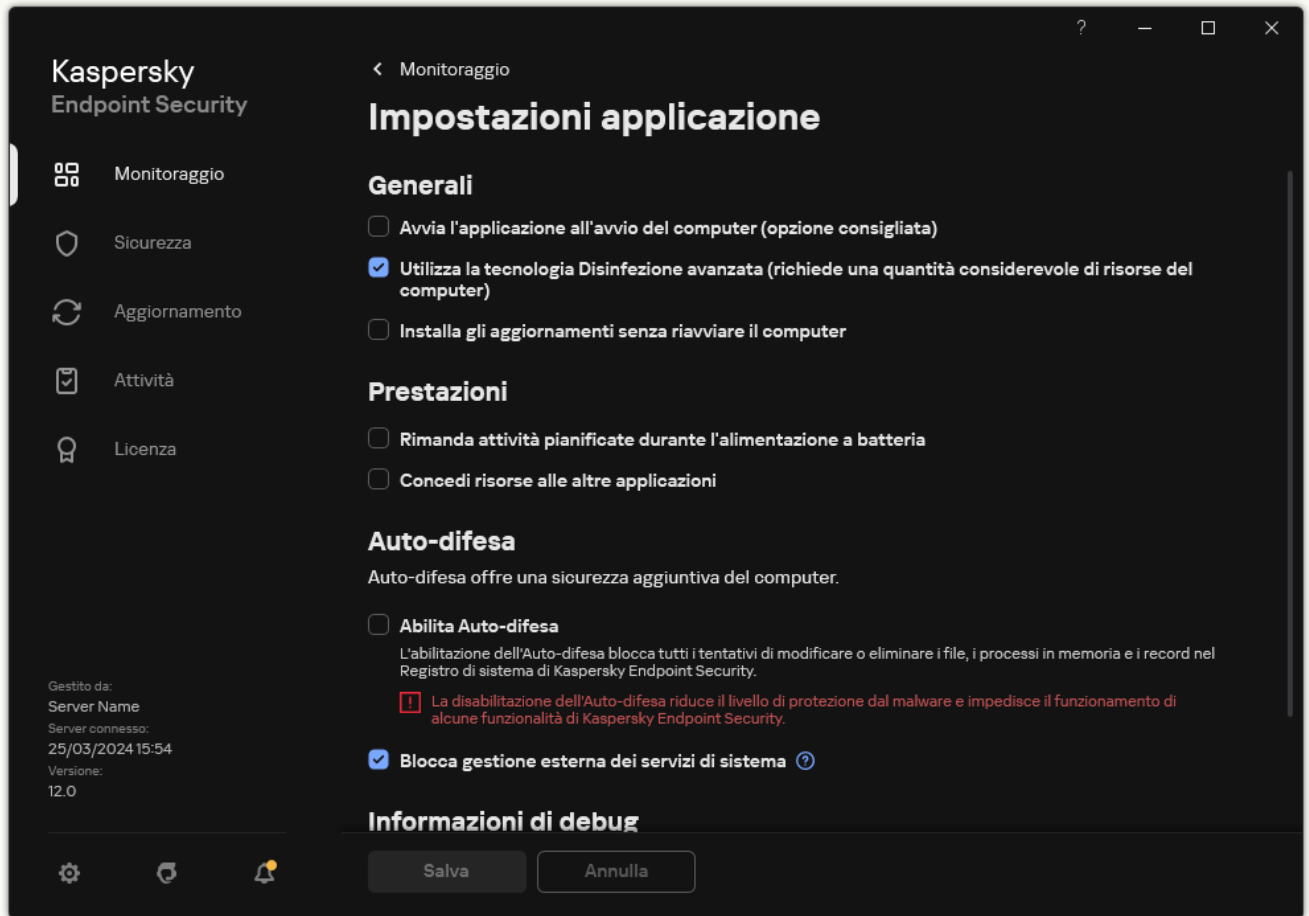 Kaspersky
Endpoint Security
Monitoraggio
Sicurezza
Aggiornamento
Attività
Licenza
Gestito da:
Server Name
Server connesso:
25/03/2024 15:54
Versione:
12.0
?
Monitoraggio
Impostazioni applicazione
Generali
Avvia l'applicazione all'avvio del computer (opzione consigliata)
Utilizza la tecnologia Disinfezione avanzata (richiede una quantità considerevole di risorse del
computer)
Installa gli aggiornamenti senza riavviare il computer
Prestazioni
Rimanda attività pianificate durante l'alimentazione a batteria
Concedi risorse alle altre applicazioni
Auto-difesa
Auto-difesa offre una sicurezza aggiuntiva del computer.
Abilita Auto-difesa
L'abilitazione dell'Auto-difesa blocca tutti i tentativi di modificare o eliminare i file, i processi in memoria e i record nel
Registro di sistema di Kaspersky Endpoint Security.
La disabilitazione dell'Auto-difesa riduce il livello di protezione dal malware e impedisce il funzionamento di
alcune funzionalità di Kaspersky Endpoint Security.
Blocca gestione esterna dei servizi di sistema ?
Informazioni di debug
Salva
Annulla